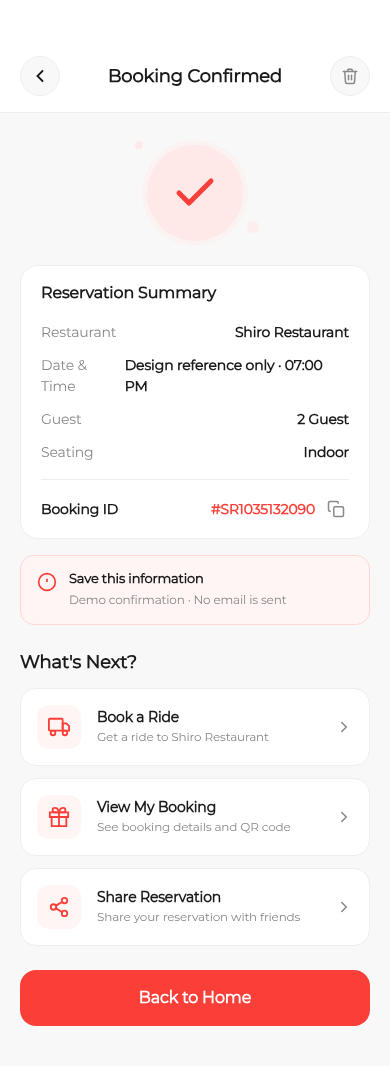 Booking Confirmed
Reservation Summary
Restaurant Shiro Restaurant
Date & Time Design reference only · 07:00 PM
Guest 2 Guest
Seating Indoor
Booking ID #SR1035132090
Save this information
Demo confirmation · No email is sent
What's Next?
Book a Ride
Get a ride to Shiro Restaurant
View My Booking
See booking details and QR code
Share Reservation
Share your reservation with friends
Back to Home